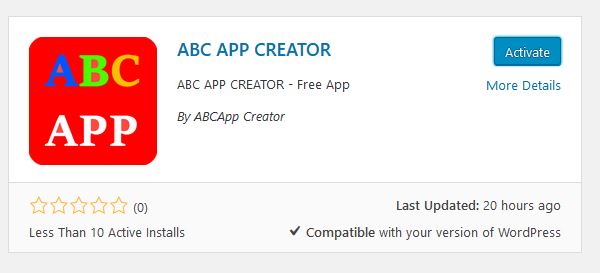 ABC
APP
ABC APP CREATOR
Activate
ABC APP CREATOR - Free App
More Details
By ABCApp Creator
(0)
Last Updated: 20 hours ago
Less Than 10 Active Installs
Compatible with your version of WordPress